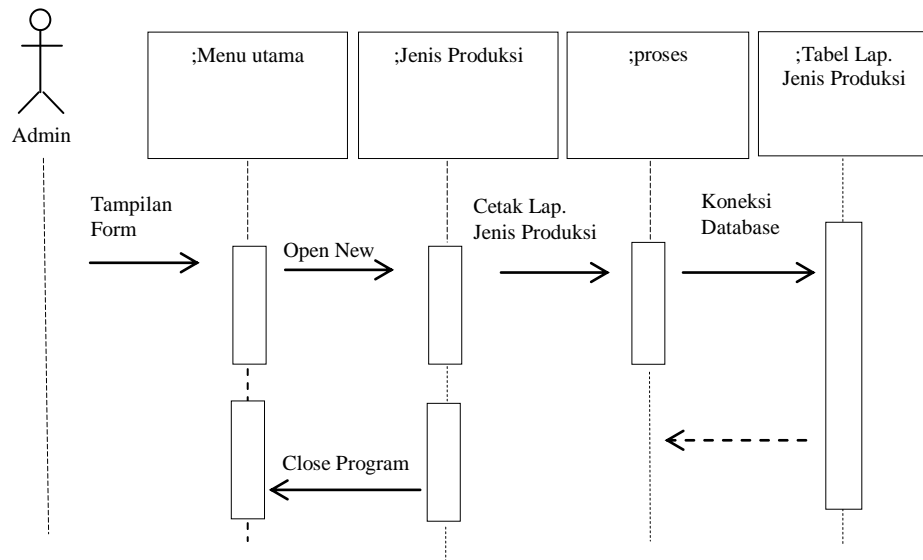 ;Menu utama
;Jenis Produksi
;proses
;Tabel Lap.
Jenis Produksi
Admin
Tampilan
Form
Open New
Cetak Lap.
Jenis Produksi
Koneksi
Database
Close Program